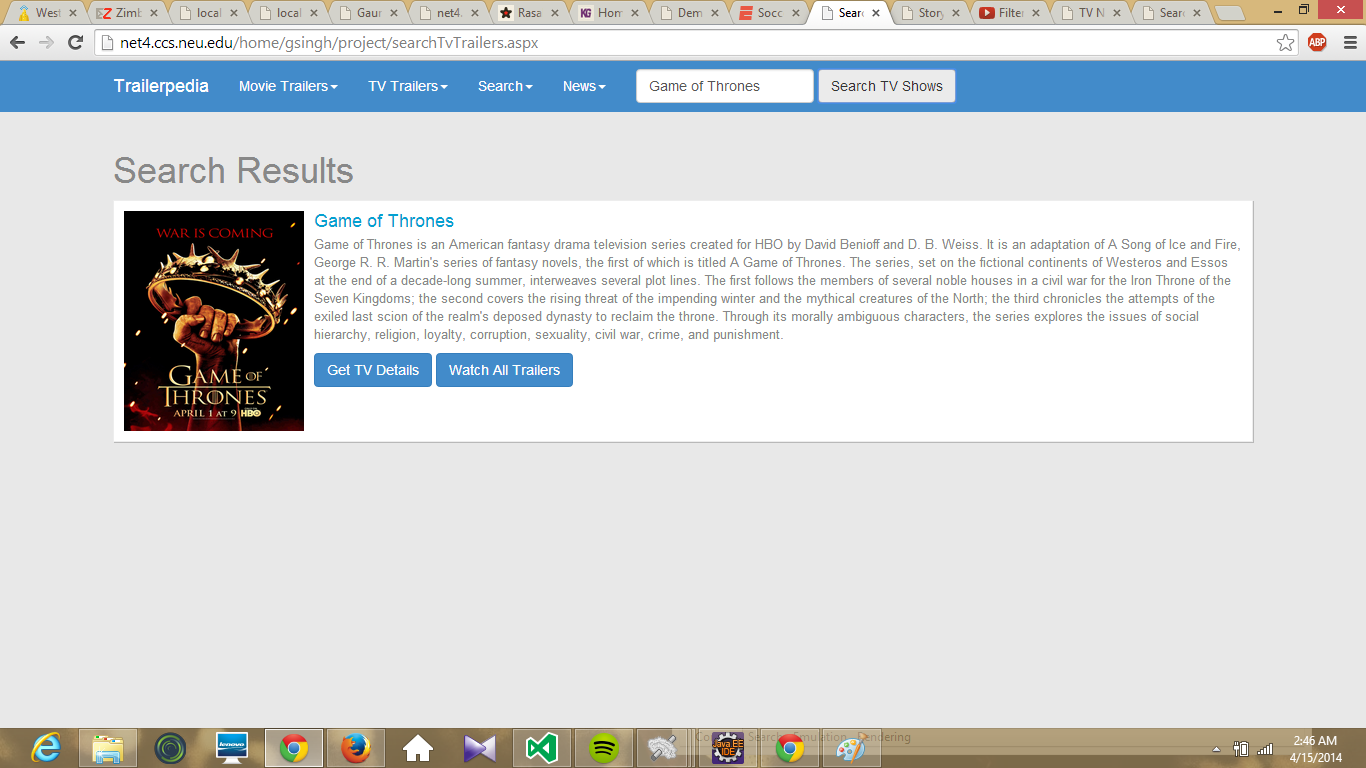 West
Zimb
local
local
Gaur
net4.
Rasa
Hom
Dem
Socc
Sear
Story
Filter
TV N
Sear
net4.ccs.neu.edu/home/gsingh/project/searchTvTrailers.aspx
ABP
Trailerpedia
Movie Trailers
TV Trailers
Search
News
Game of Thrones
Search TV Shows
Search Results
WAR IS COMING
GAME OF
THRONES
APRIL 1 AT 9 HBO
Game of Thrones
Game of Thrones is an American fantasy drama television series created for HBO by David Benioff and D. B. Weiss. It is an adaptation of A Song of Ice and Fire,
George R. R. Martin's series of fantasy novels, the first of which is titled A Game of Thrones. The series, set on the fictional continents of Westeros and Essos
at the end of a decade-long summer, interweaves several plot lines. The first follows the members of several noble houses in a civil war for the Iron Throne of the
Seven Kingdoms; the second covers the rising threat of the impending winter and the mythical creatures of the North; the third chronicles the attempts of the
exiled last scion of the realm's deposed dynasty to reclaim the throne. Through its morally ambiguous characters, the series explores the issues of social
hierarchy, religion, loyalty, corruption, sexuality, civil war, crime, and punishment.
Get TV Details
Watch All Trailers
lenovo
Search Emulation Rendering
Java EE
IDE
2:46 AM
4/15/2014